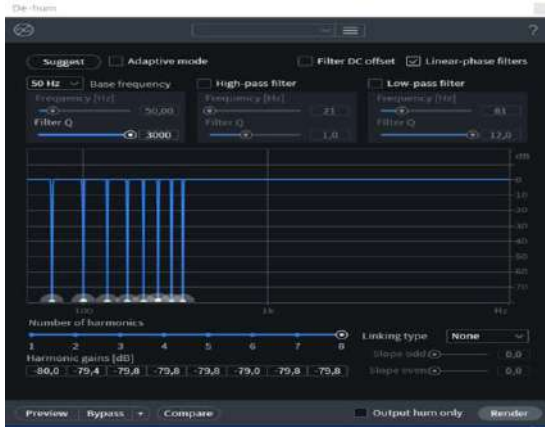 De-hum
?
Suggest Adaptive mode Filter DC offset Linear-phase filters
50 Hz Base frequency High-pass filter Low-pass filter
Frequency [Hz] Frequency [Hz] Frequency [Hz]
50,00 21 81
Filter Q Filter Q Filter Q
3000 1,0 12,0
dB
0
-10
-20
-30
-40
-50
-60
-70
100 1k Hz
Number of harmonics
1 2 3 4 5 6 7 8
Linking type None
Harmonic gains [dB]
Slope odd 0,0
-80,0 -79,4 -79,8 -79,8 -79,8 -79,0 -79,8 -79,8
Slope even 0,0
Preview Bypass + Compare Output hum only Render